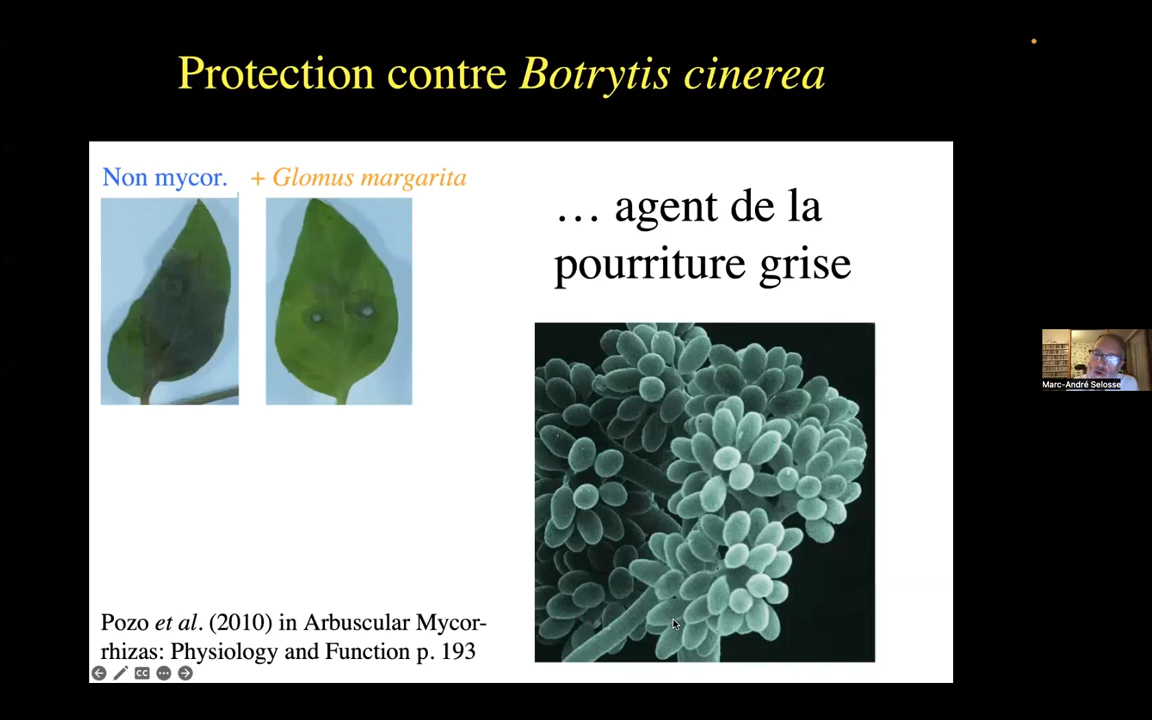 Protection contre Botrytis cinerea
Non mycor.
+ Glomus margarita
… agent de la
pourriture grise
Pozo et al. (2010) in Arbuscular Mycor-
rhizas: Physiology and Function p. 193
CC
Marc-André Selosse